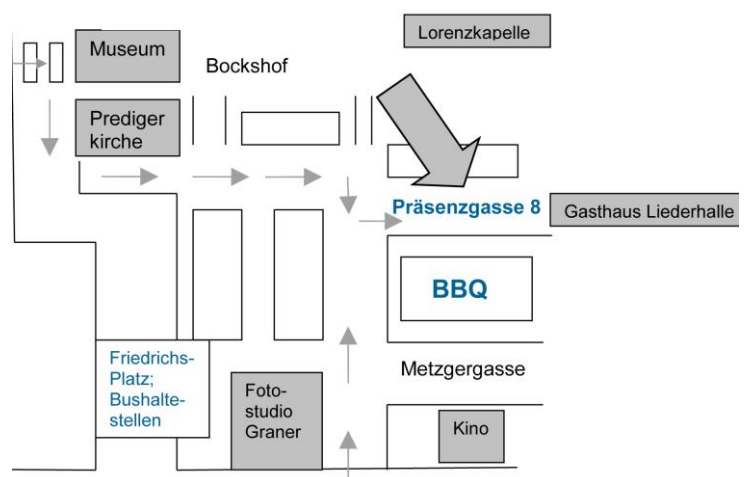 Lorenzkapelle
Museum
Bockshof
Prediger
kirche
Präsenzgasse 8
Gasthaus Liederhalle
BBQ
Friedrichs-
Platz;
Bushalte-
stellen
Metzgergasse
Foto-
studio
Graner
Kino